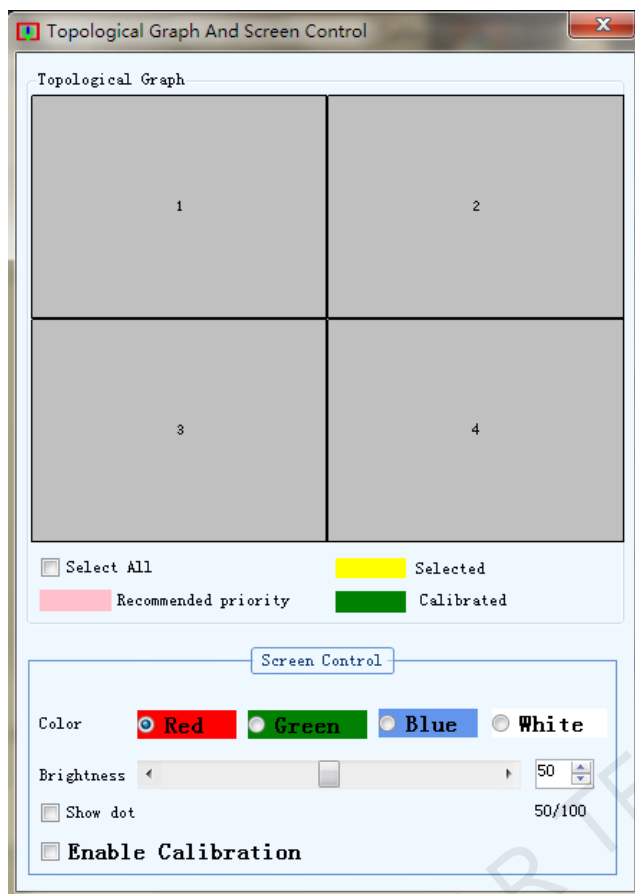 Topological Graph And Screen Control
Topological Graph
1 2
3 4
Select All Selected
Recommended priority Calibrated
Screen Control
Color Red Green Blue White
Brightness 50
Show dot 50/100
Enable Calibration